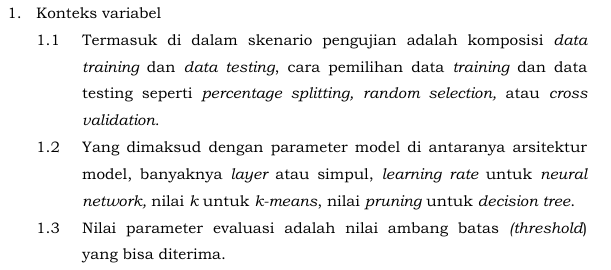 1. Konteks variabel
1.1 Termasuk di dalam skenario pengujian adalah komposisi data
training dan data testing, cara pemilihan data training dan data
testing seperti percentage splitting, random selection, atau cross
validation.
1.2 Yang dimaksud dengan parameter model di antaranya arsitektur
model, banyaknya layer atau simpul, learning rate untuk neural
network, nilai k untuk k-means, nilai pruning untuk decision tree.
1.3 Nilai parameter evaluasi adalah nilai ambang batas (threshold)
yang bisa diterima.